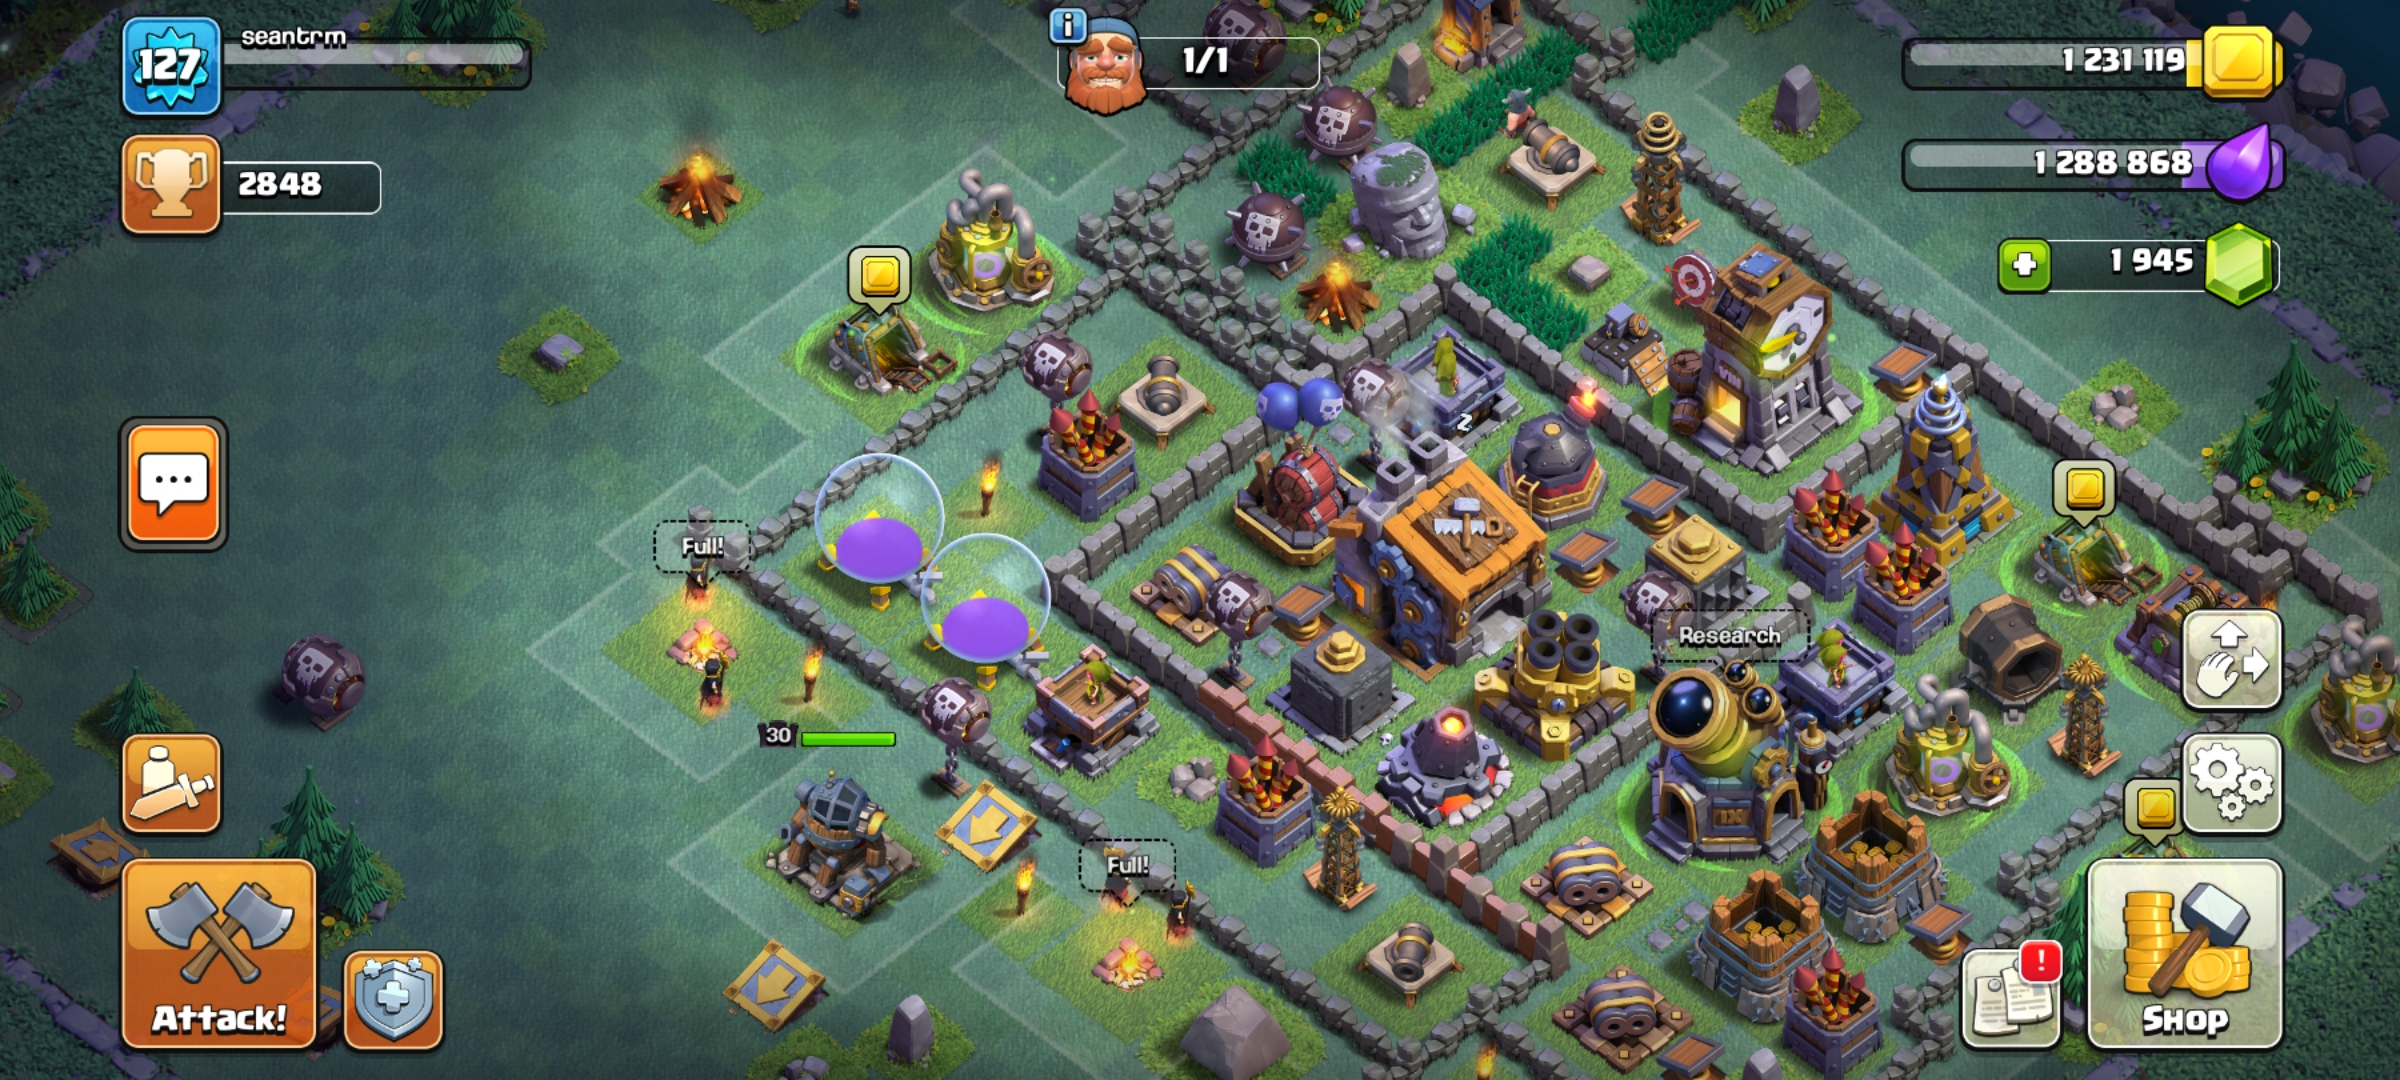 127
seantrm
1/1
1 231 119
2848
1 288 868
1 945
Full!
Research
30
Full!
IX
Attack!
Shop